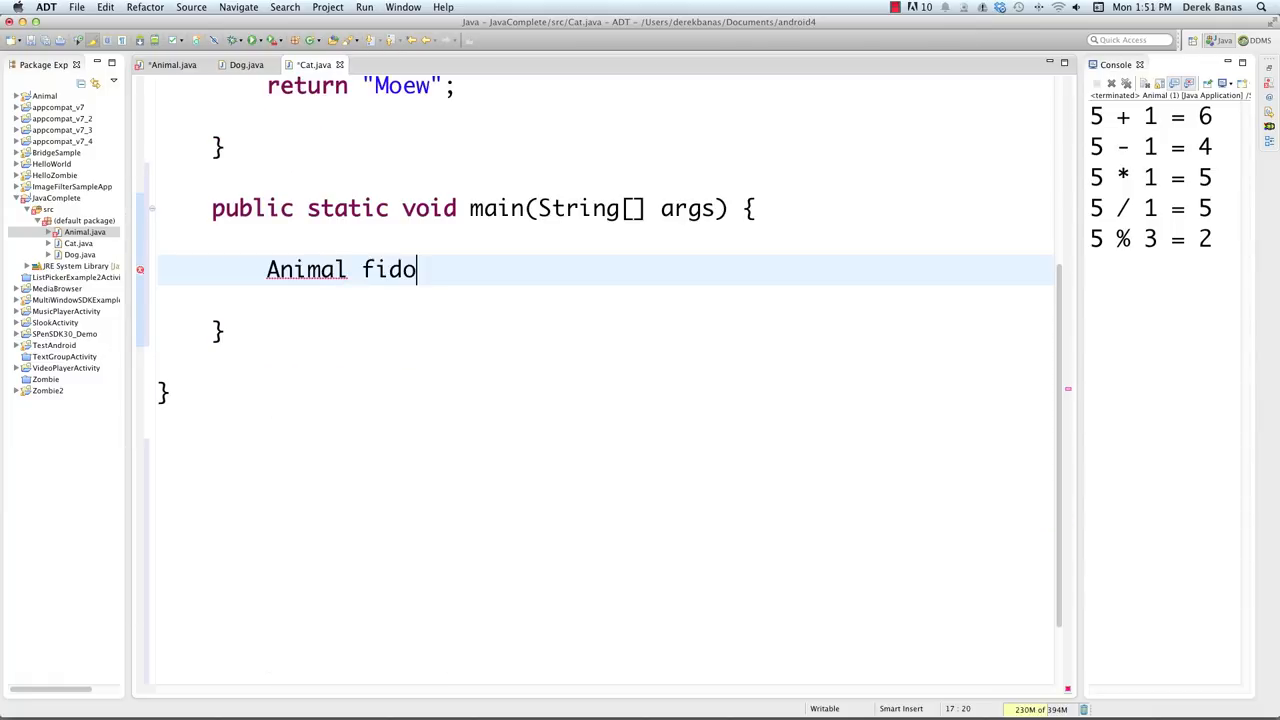 ADT File Edit Refactor Source Navigate Search Project Run Window Help 10 Mon 1:51 PM Derek Banas
Java - JavaComplete/src/Cat.java - ADT - /Users/derekbanas/Documents/android4
Quick Access Java DDMS
Package Exp
*Animal.java Dog.java *Cat.java
Console
<terminated> Animal (1) [Java Application] /S
Animal
appcompat_v7
appcompat_v7_2
appcompat_v7_3
appcompat_v7_4
BridgeSample
HelloWorld
HelloZombie
ImageFilterSampleApp
JavaComplete
src
(default package)
Animal.java
Cat.java
Dog.java
JRE System Library [Ja
ListPickerExample2Activi
MediaBrowser
MultiWindowSDKExample
MusicPlayerActivity
SlookActivity
SPenSDK30_Demo
TestAndroid
TextGroupActivity
VideoPlayerActivity
Zombie
Zombie2
return "Moew";
}
public static void main(String[] args) {
Animal fido
}
}
5 + 1 = 6
5 - 1 = 4
5 * 1 = 5
5 / 1 = 5
5 % 3 = 2
Writable Smart Insert 17 : 20 230M of 394M